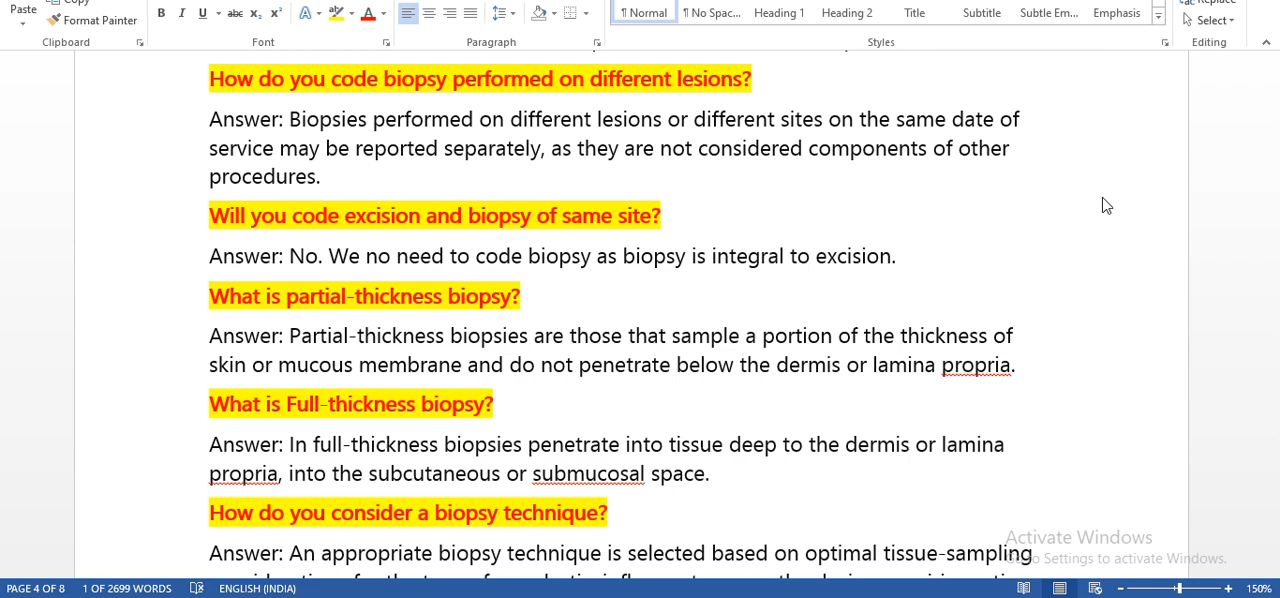 Paste
Copy
Format Painter
Clipboard
B I U abc x₂ x² A ab A
Font
Paragraph
¶ Normal ¶ No Spac... Heading 1 Heading 2 Title Subtitle Subtle Em... Emphasis
Styles
Replace
Select
Editing
How do you code biopsy performed on different lesions?
Answer: Biopsies performed on different lesions or different sites on the same date of
service may be reported separately, as they are not considered components of other
procedures.
Will you code excision and biopsy of same site?
Answer: No. We no need to code biopsy as biopsy is integral to excision.
What is partial-thickness biopsy?
Answer: Partial-thickness biopsies are those that sample a portion of the thickness of
skin or mucous membrane and do not penetrate below the dermis or lamina propria.
What is Full-thickness biopsy?
Answer: In full-thickness biopsies penetrate into tissue deep to the dermis or lamina
propria, into the subcutaneous or submucosal space.
How do you consider a biopsy technique?
Answer: An appropriate biopsy technique is selected based on optimal tissue-sampling
Activate Windows
Go to Settings to activate Windows.
PAGE 4 OF 8 1 OF 2699 WORDS ENGLISH (INDIA) 150%